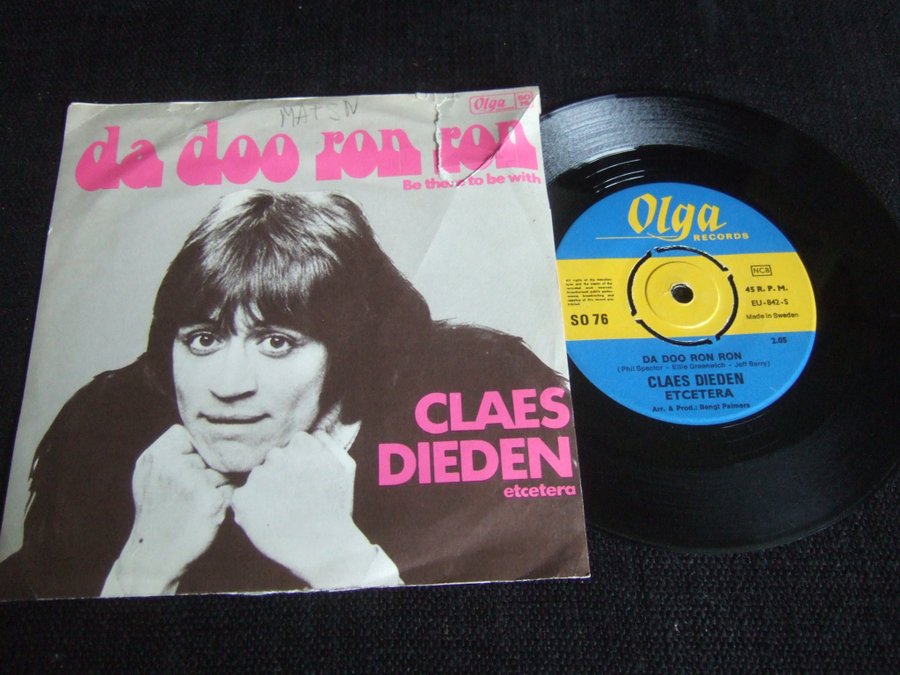 MATSN
Olga
SO
76
da doo ron ron
Be there to be with
CLAES
DIEDEN
etcetera
Olga
RECORDS
NCB
45 R. P. M.
EU-842-S
Made in Sweden
SO 76
2.05
DA DOO RON RON
(Phil Spector - Ellie Greenwich - Jeff Barry)
CLAES DIEDEN
ETCETERA
Arr. & Prod.: Bengt Palmers